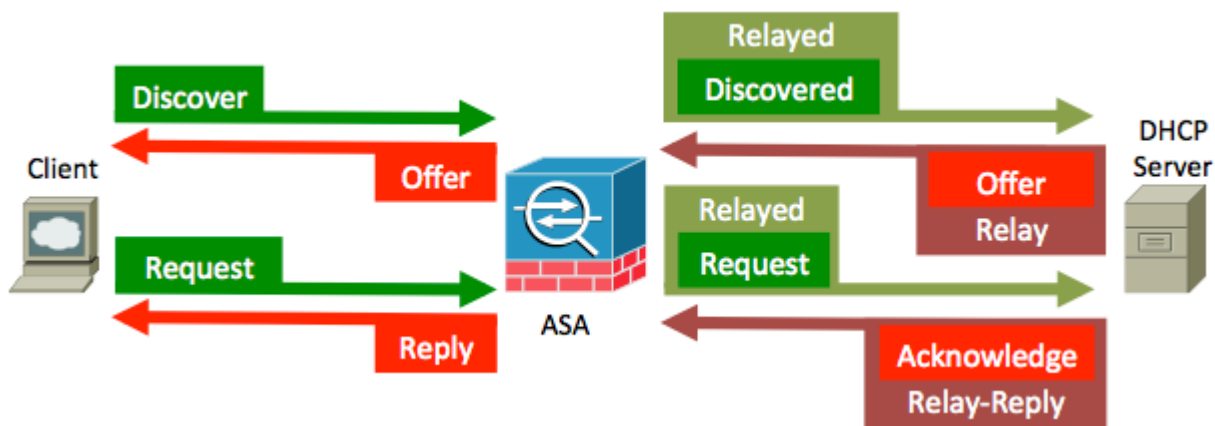 Relayed
Discovered
Discover
DHCP
Server
Client
Offer
Offer
Relay
Relayed
Request
Request
ASA
Reply
Acknowledge
Relay-Reply